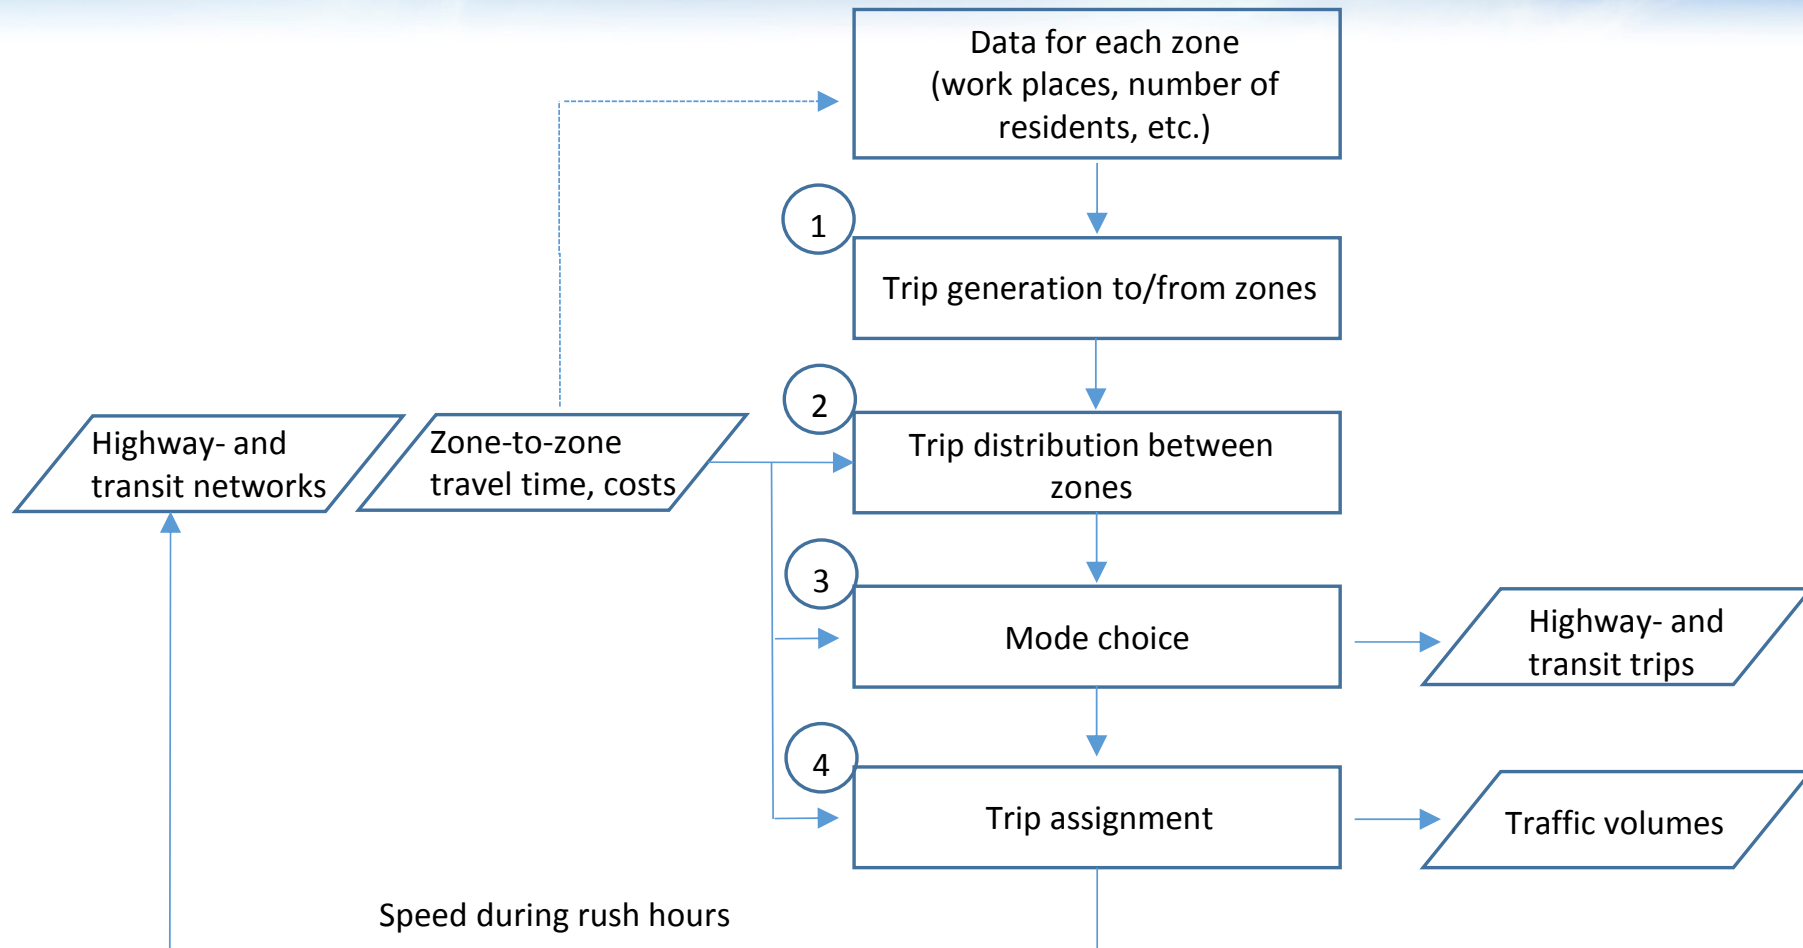 Data for each zone
(work places, number of
residents, etc.)
1
Trip generation to/from zones
2
Trip distribution between
zones
Highway- and
transit networks
Zone-to-zone
travel time, costs
3
Mode choice
Highway- and
transit trips
4
Trip assignment
Traffic volumes
Speed during rush hours